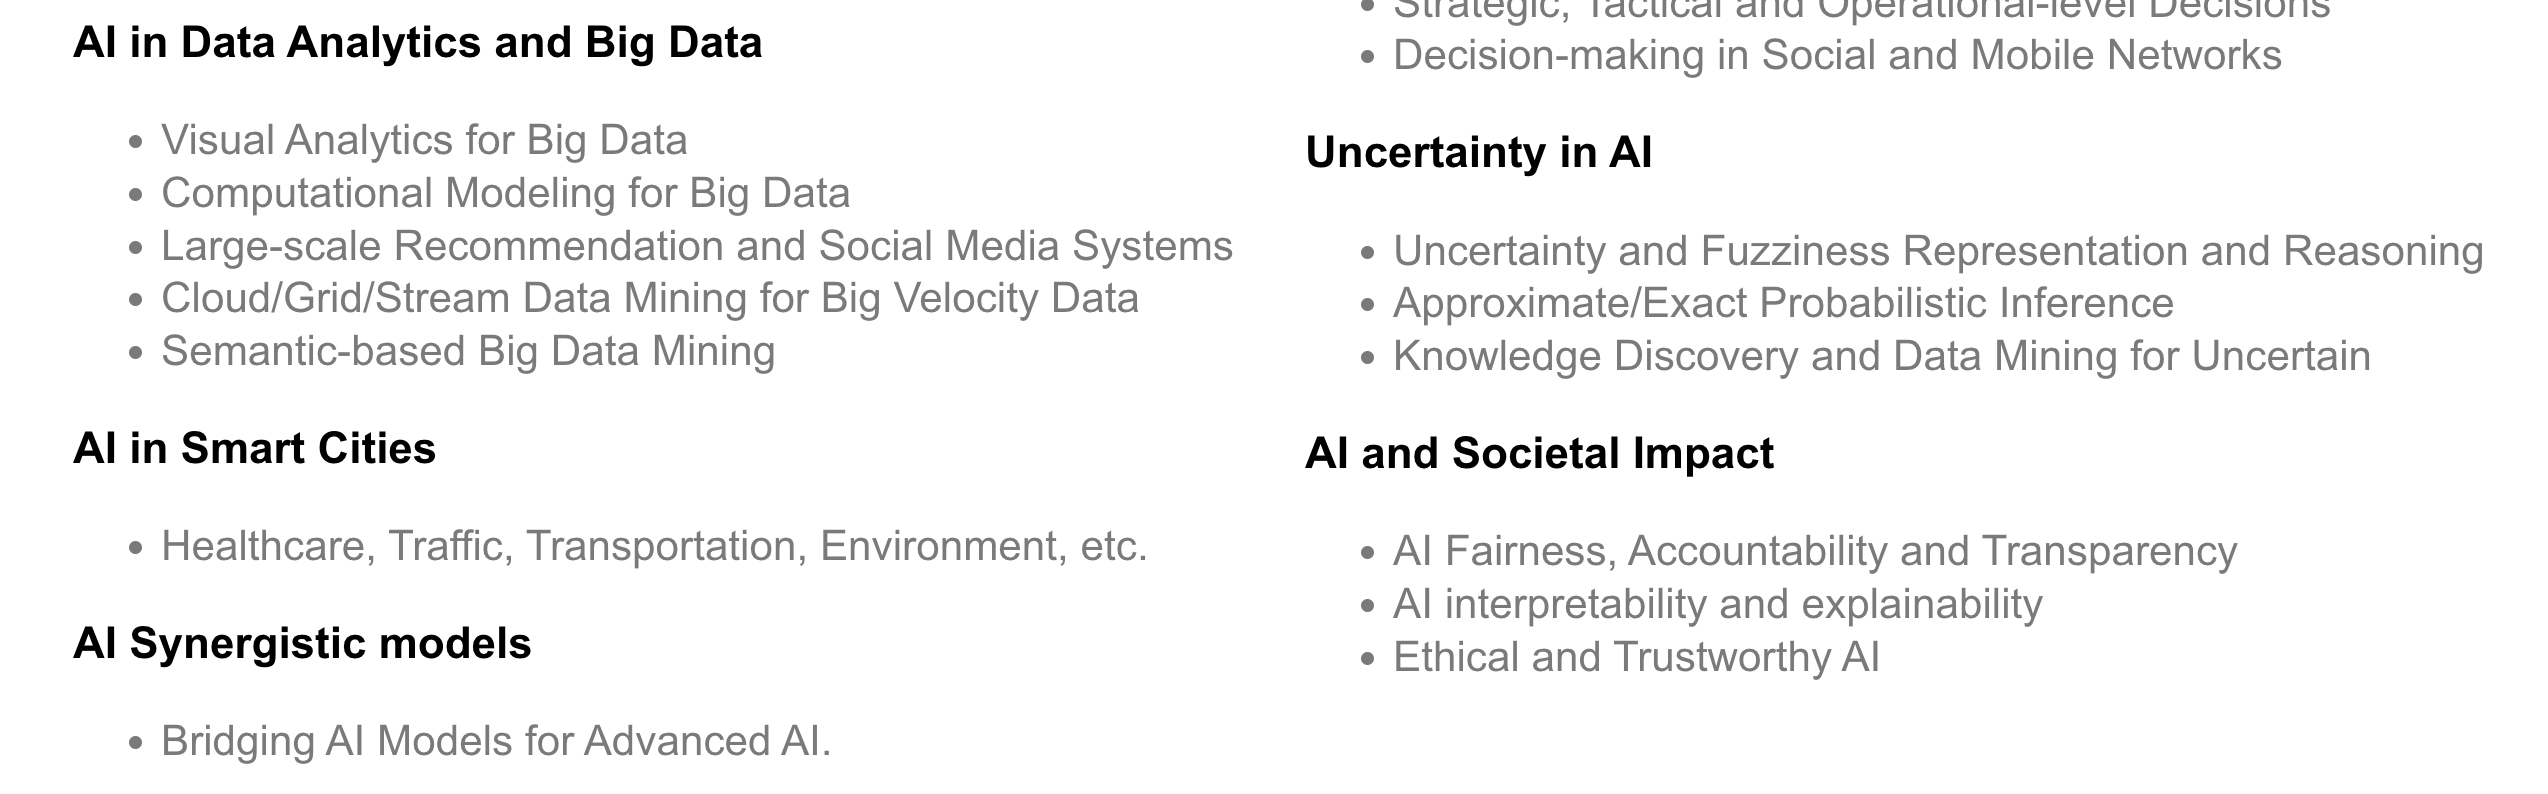 AI in Data Analytics and Big Data
• Visual Analytics for Big Data
• Computational Modeling for Big Data
• Large-scale Recommendation and Social Media Systems
• Cloud/Grid/Stream Data Mining for Big Velocity Data
• Semantic-based Big Data Mining
AI in Smart Cities
• Healthcare, Traffic, Transportation, Environment, etc.
AI Synergistic models
• Bridging AI Models for Advanced AI.
• Strategic, Tactical and Operational-level Decisions
• Decision-making in Social and Mobile Networks
Uncertainty in AI
• Uncertainty and Fuzziness Representation and Reasoning
• Approximate/Exact Probabilistic Inference
• Knowledge Discovery and Data Mining for Uncertain
AI and Societal Impact
• AI Fairness, Accountability and Transparency
• AI interpretability and explainability
• Ethical and Trustworthy AI